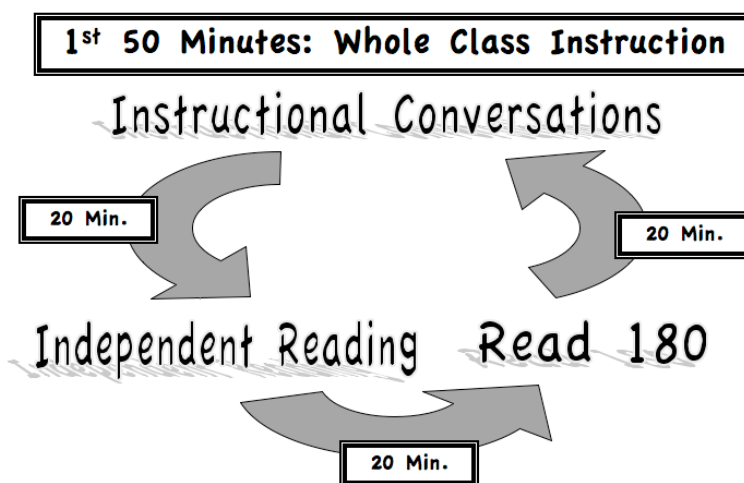 1st 50 Minutes: Whole Class Instruction
Instructional Conversations
20 Min.
20 Min.
Independent Reading
Read 180
20 Min.